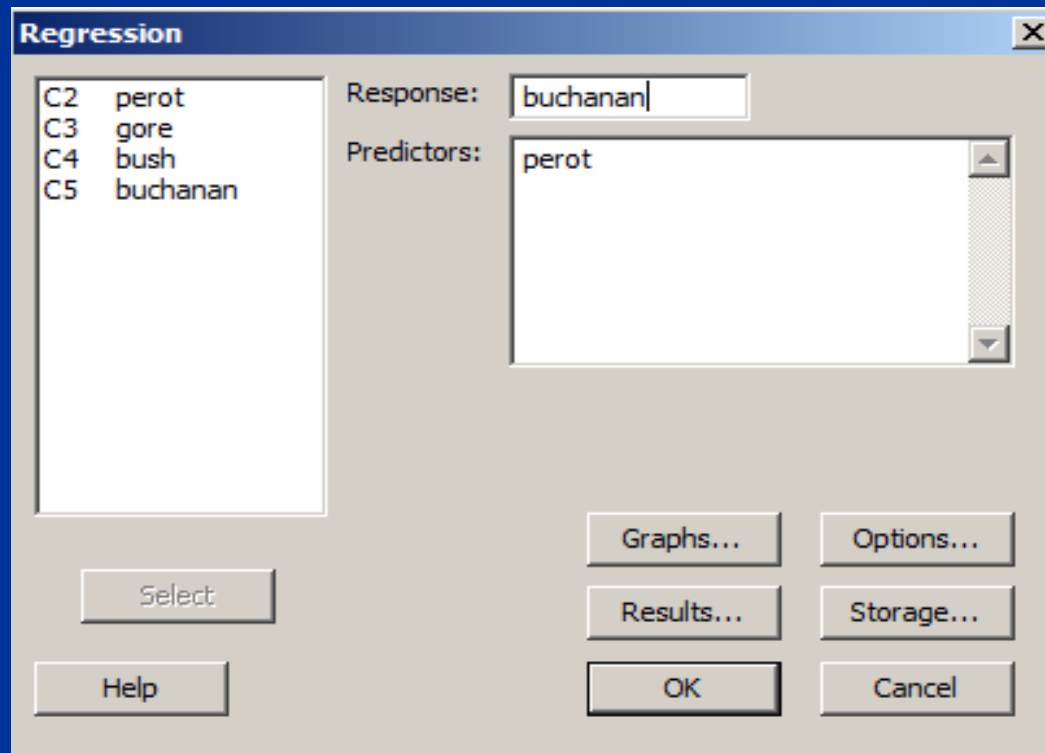 Regression
C2 perot
C3 gore
C4 bush
C5 buchanan
Response: buchanan
Predictors: perot
Select
Help
Graphs...
Options...
Results...
Storage...
OK
Cancel